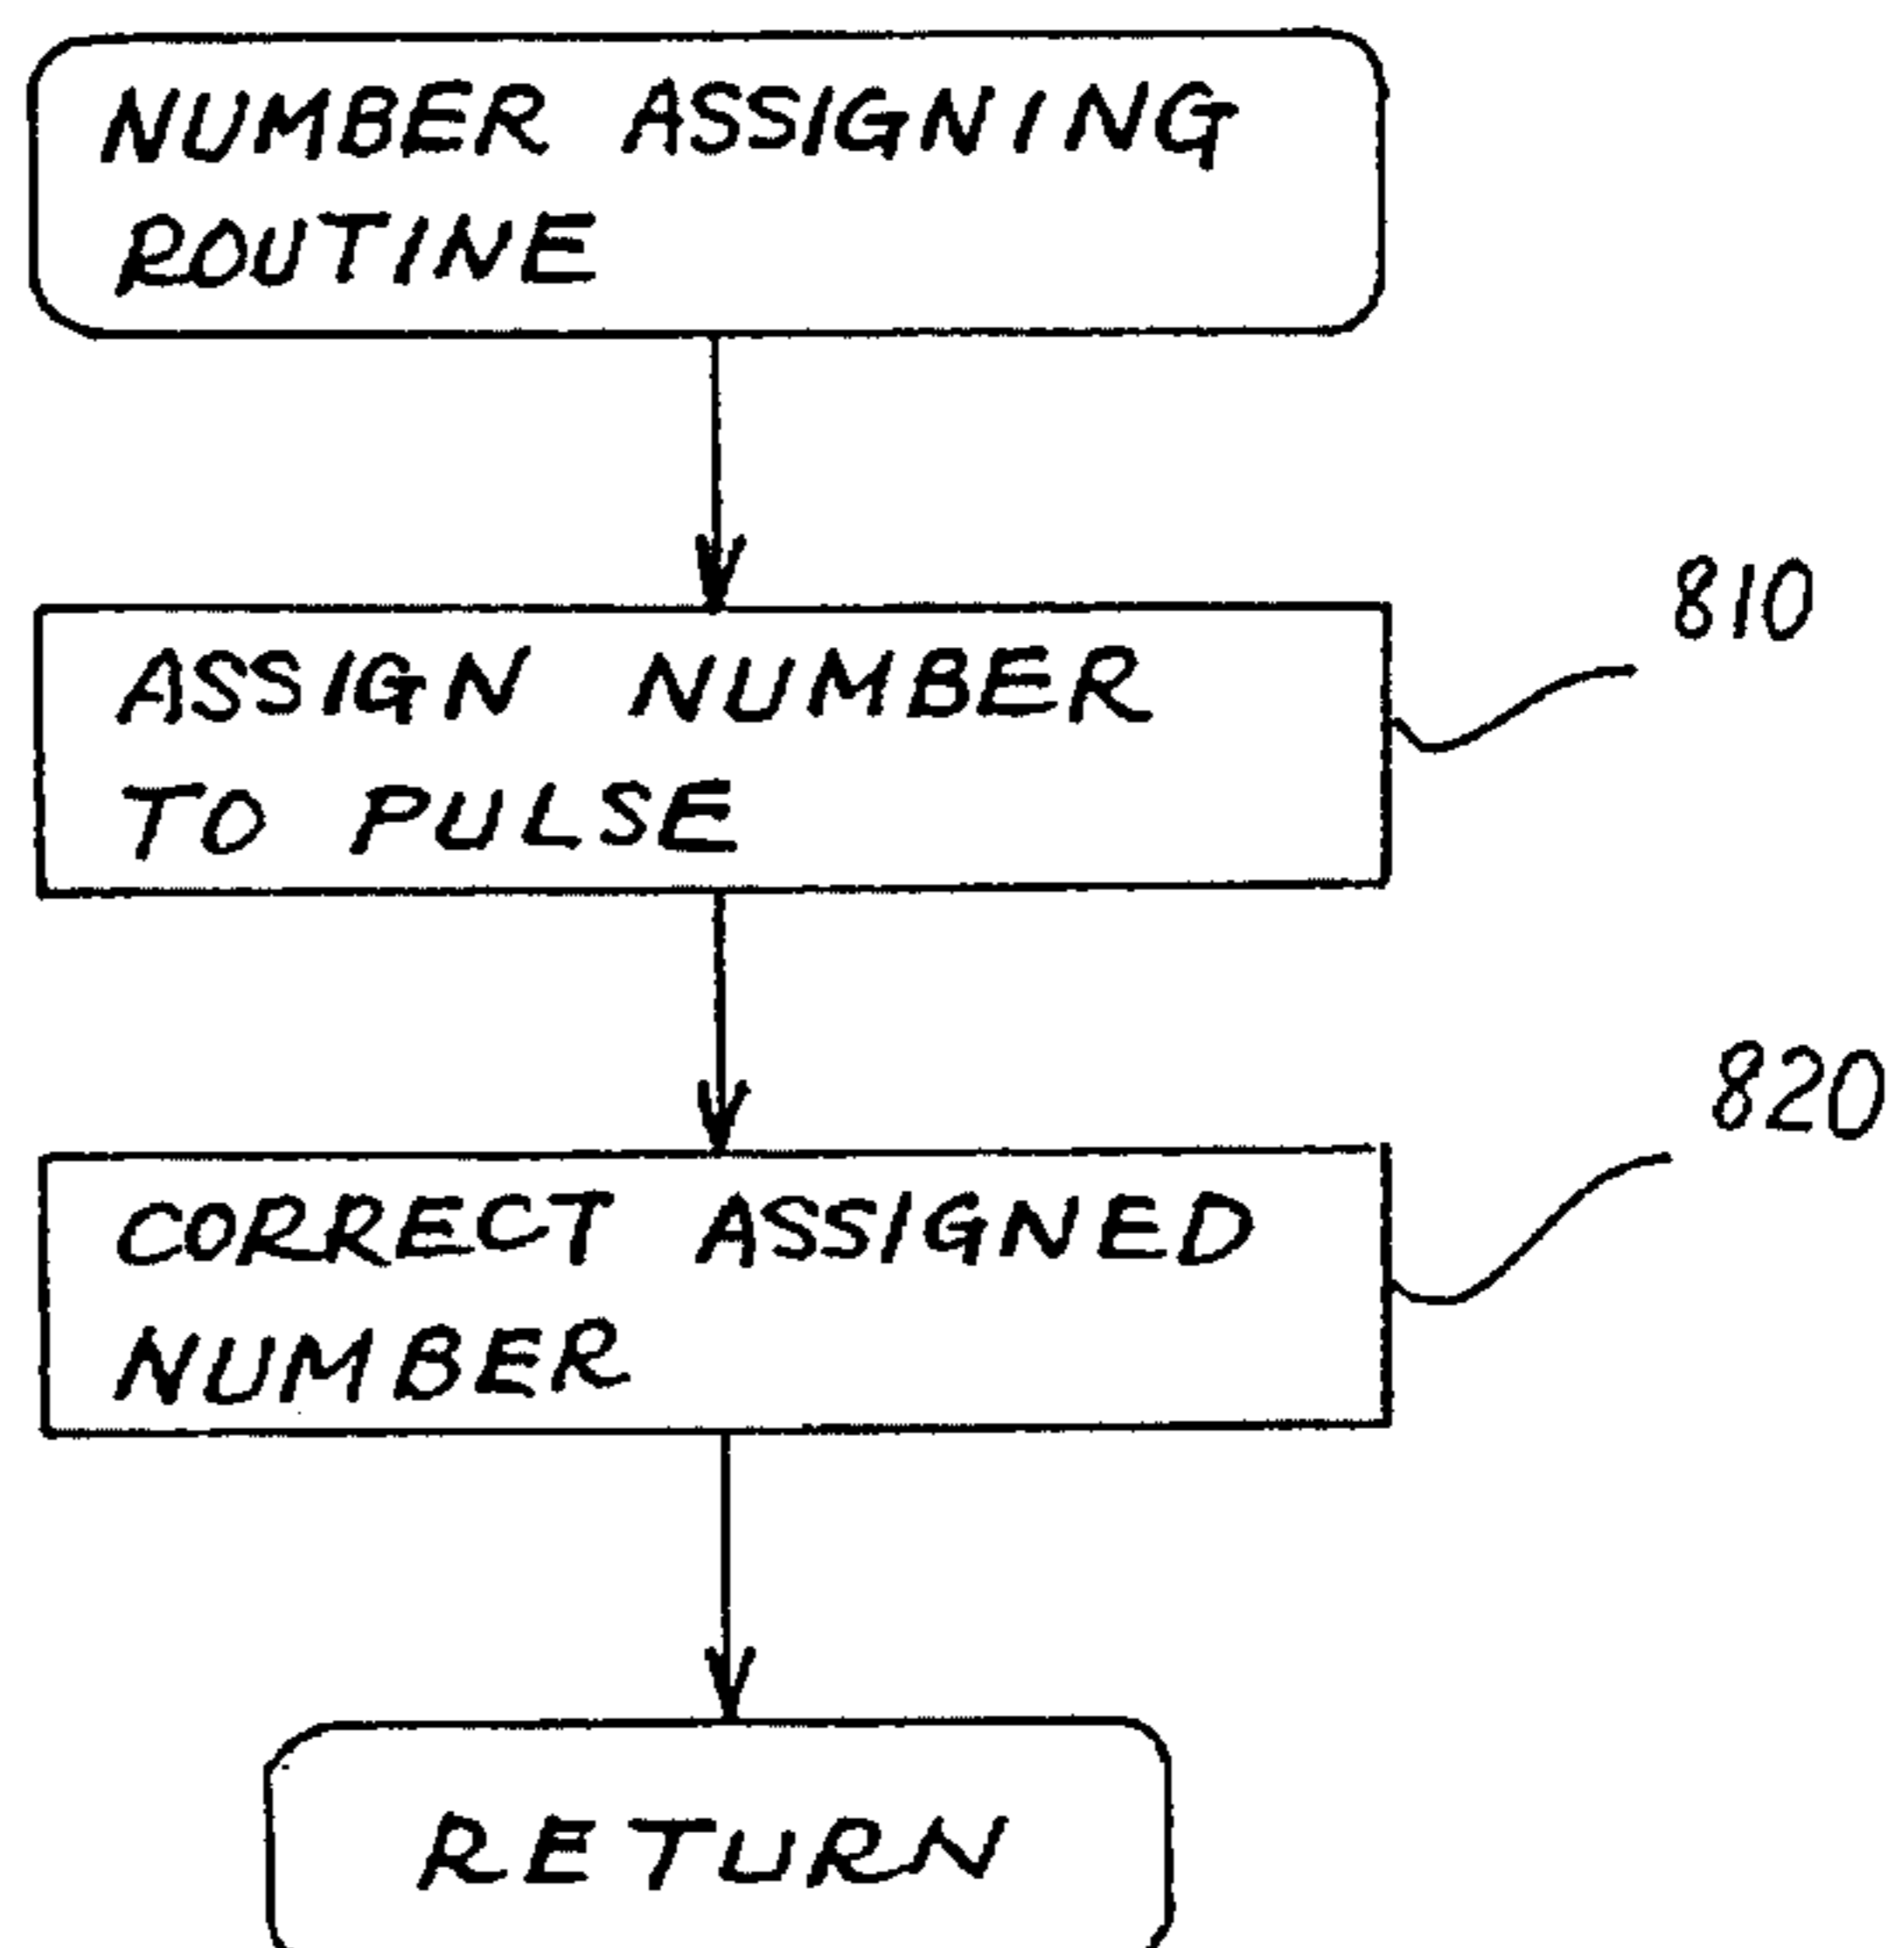 NUMBER ASSIGNING
ROUTINE
810
ASSIGN NUMBER
TO PULSE
820
CORRECT ASSIGNED
NUMBER
RETURN